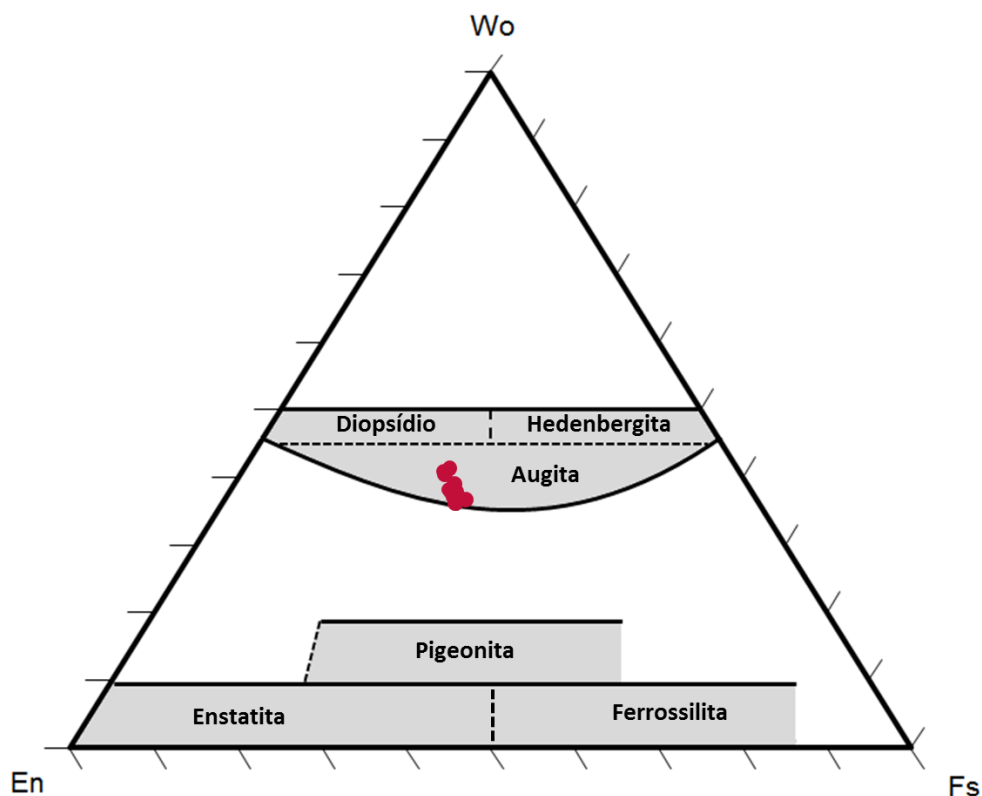 Wo
Diopsídio
Hedenbergita
Augita
Pigeonita
Enstatita
Ferrossilita
En
Fs